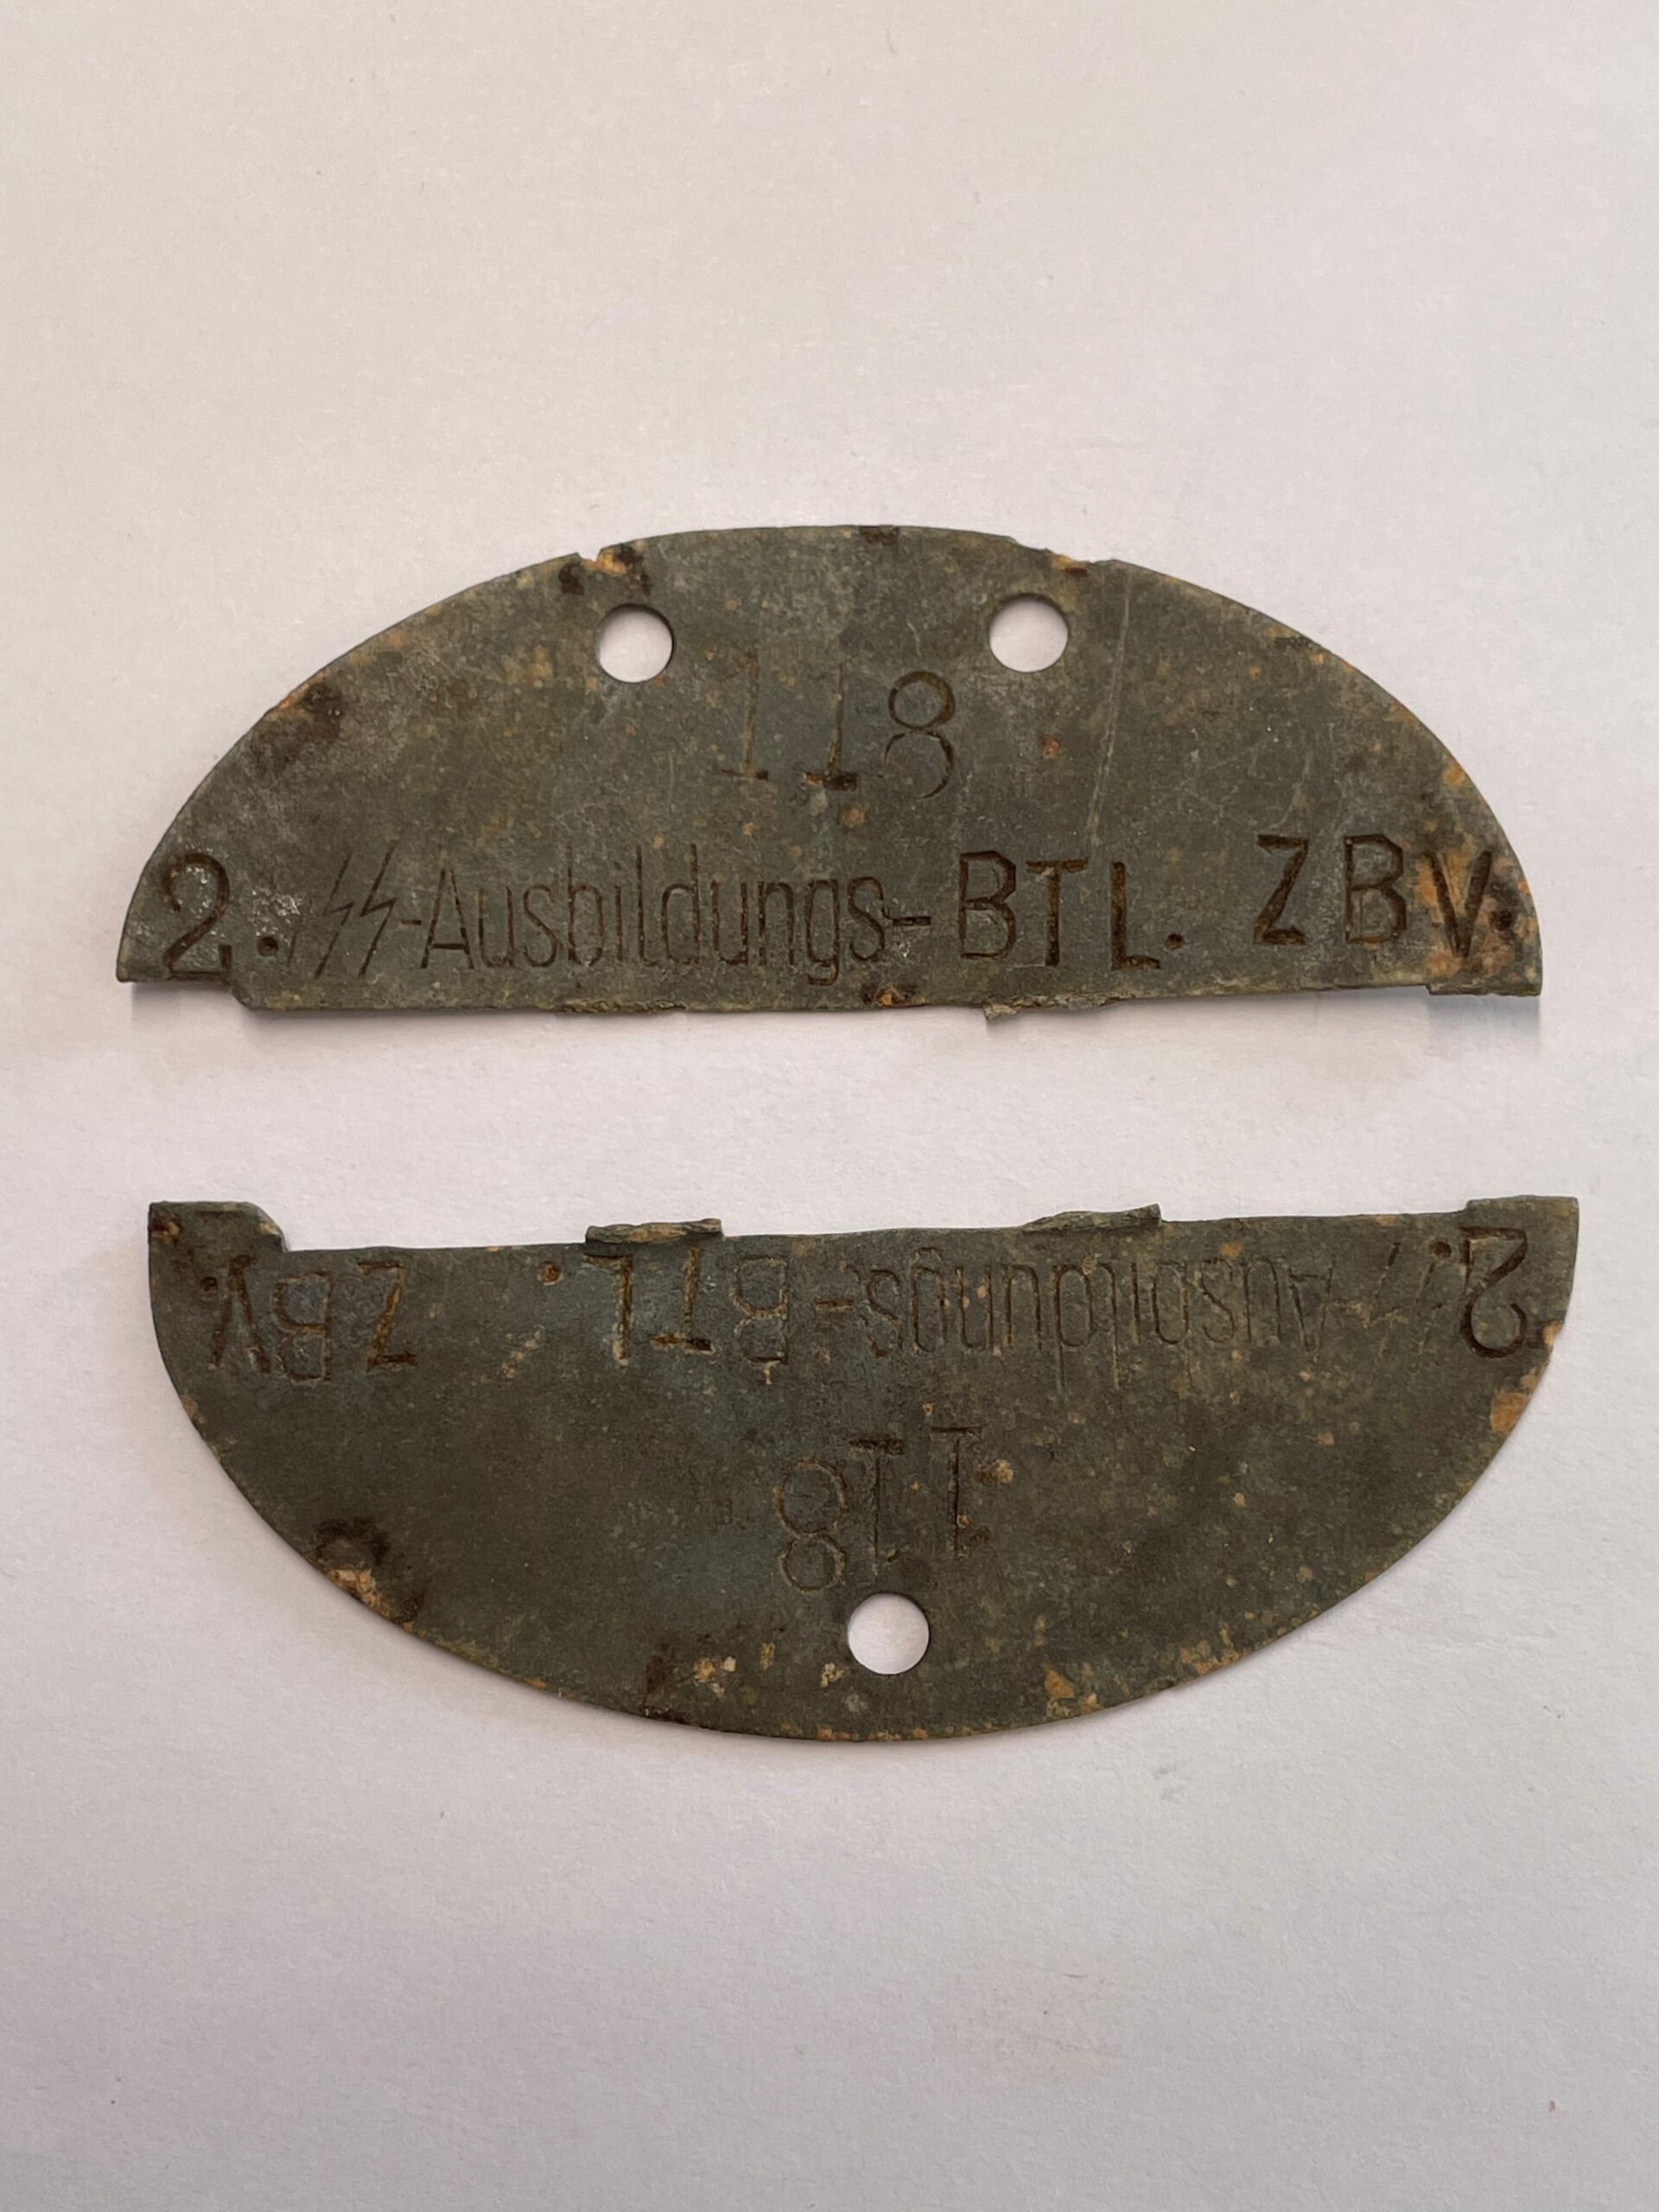 118
2. ᛋᛋ-Ausbildungs-BTL. ZBV.
2. ᛋᛋ-Ausbildungs-BTL. ZBV.
118